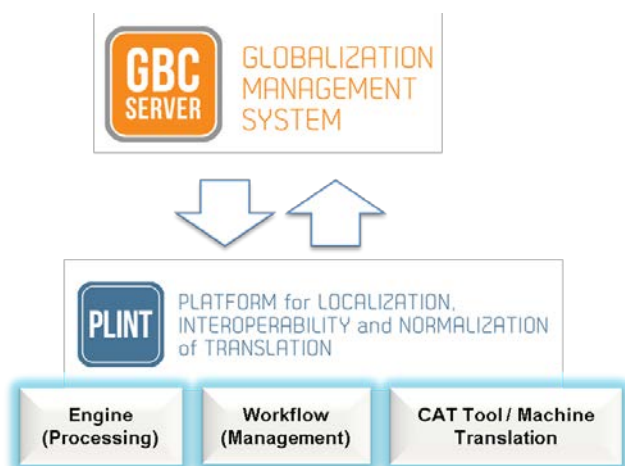 GBC
SERVER
GLOBALIZATION
MANAGEMENT
SYSTEM
PLINT
PLATFORM for LOCALIZATION,
INTEROPERABILITY and NORMALIZATION
of TRANSLATION
Engine
(Processing)
Workflow
(Management)
CAT Tool / Machine
Translation